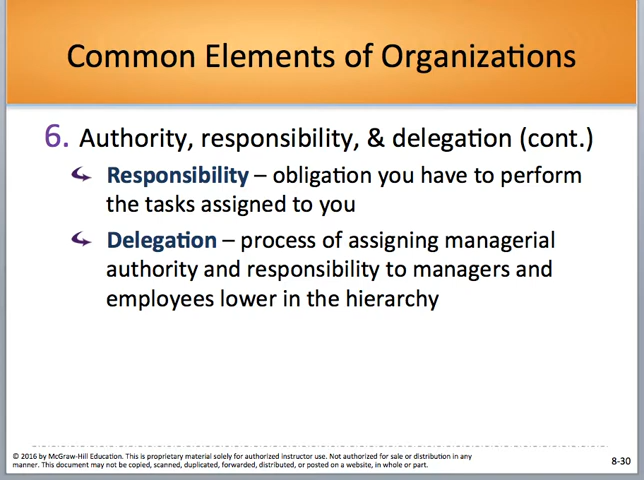 Common Elements of Organizations
6. Authority, responsibility, & delegation (cont.)
Responsibility – obligation you have to perform
the tasks assigned to you
Delegation – process of assigning managerial
authority and responsibility to managers and
employees lower in the hierarchy
© 2016 by McGraw-Hill Education. This is proprietary material solely for authorized instructor use. Not authorized for sale or distribution in any
manner. This document may not be copied, scanned, duplicated, forwarded, distributed, or posted on a website, in whole or part.
8-30